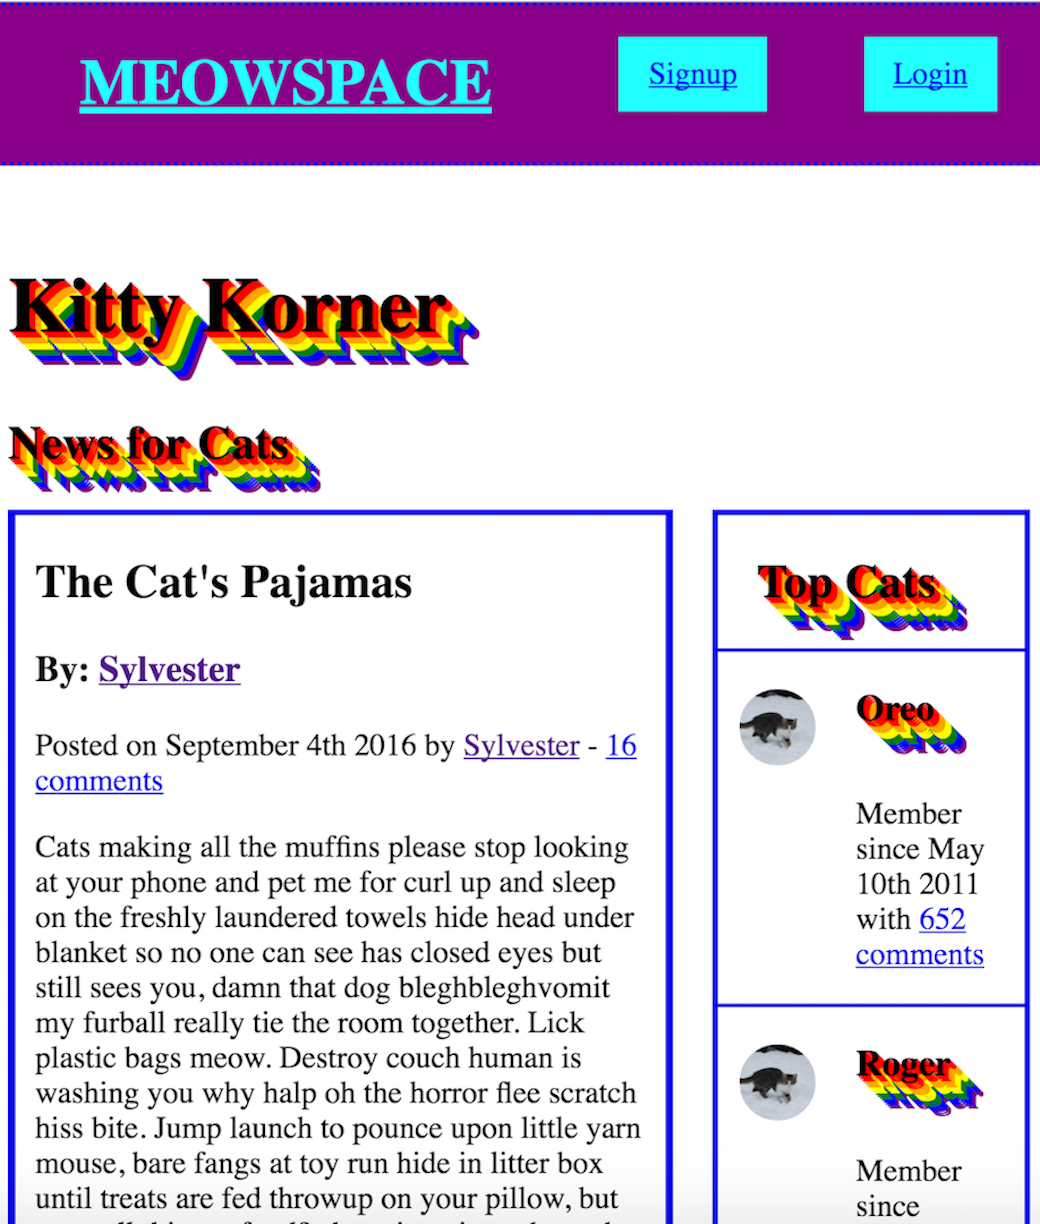 MEOWSPACE
Signup
Login
Kitty Korner
News for Cats
The Cat's Pajamas
By: Sylvester
Posted on September 4th 2016 by Sylvester - 16
comments
Cats making all the muffins please stop looking
at your phone and pet me for curl up and sleep
on the freshly laundered towels hide head under
blanket so no one can see has closed eyes but
still sees you, damn that dog bleghbleghvomit
my furball really tie the room together. Lick
plastic bags meow. Destroy couch human is
washing you why halp oh the horror flee scratch
hiss bite. Jump launch to pounce upon little yarn
mouse, bare fangs at toy run hide in litter box
until treats are fed throwup on your pillow, but
Top Cats
Oreo
Member
since May
10th 2011
with 652
comments
Roger
Member
since